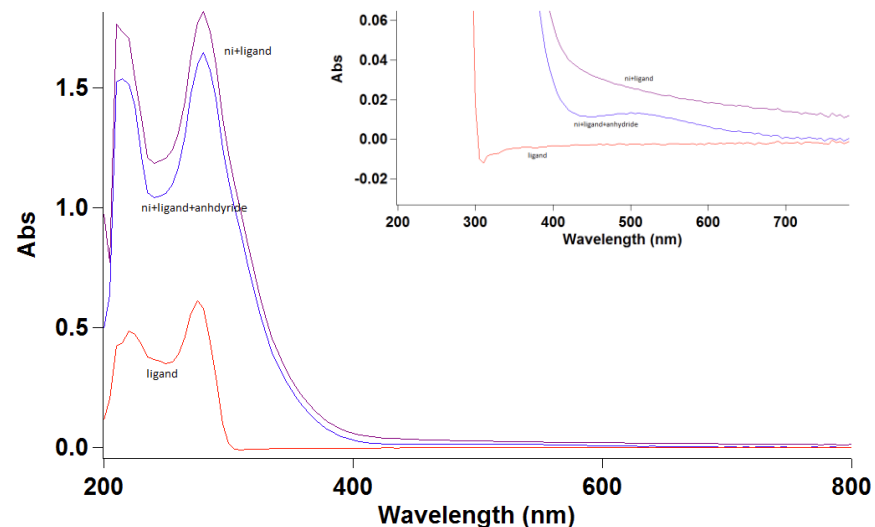 0.06
0.04
0.02
0.00
-0.02
Abs
ni+ligand
ni+ligand+anhydride
ligand
200 300 400 500 600 700
Wavelength (nm)
1.5
1.0
0.5
0.0
Abs
ni+ligand
ni+ligand+anhdyride
ligand
200 400 600 800
Wavelength (nm)